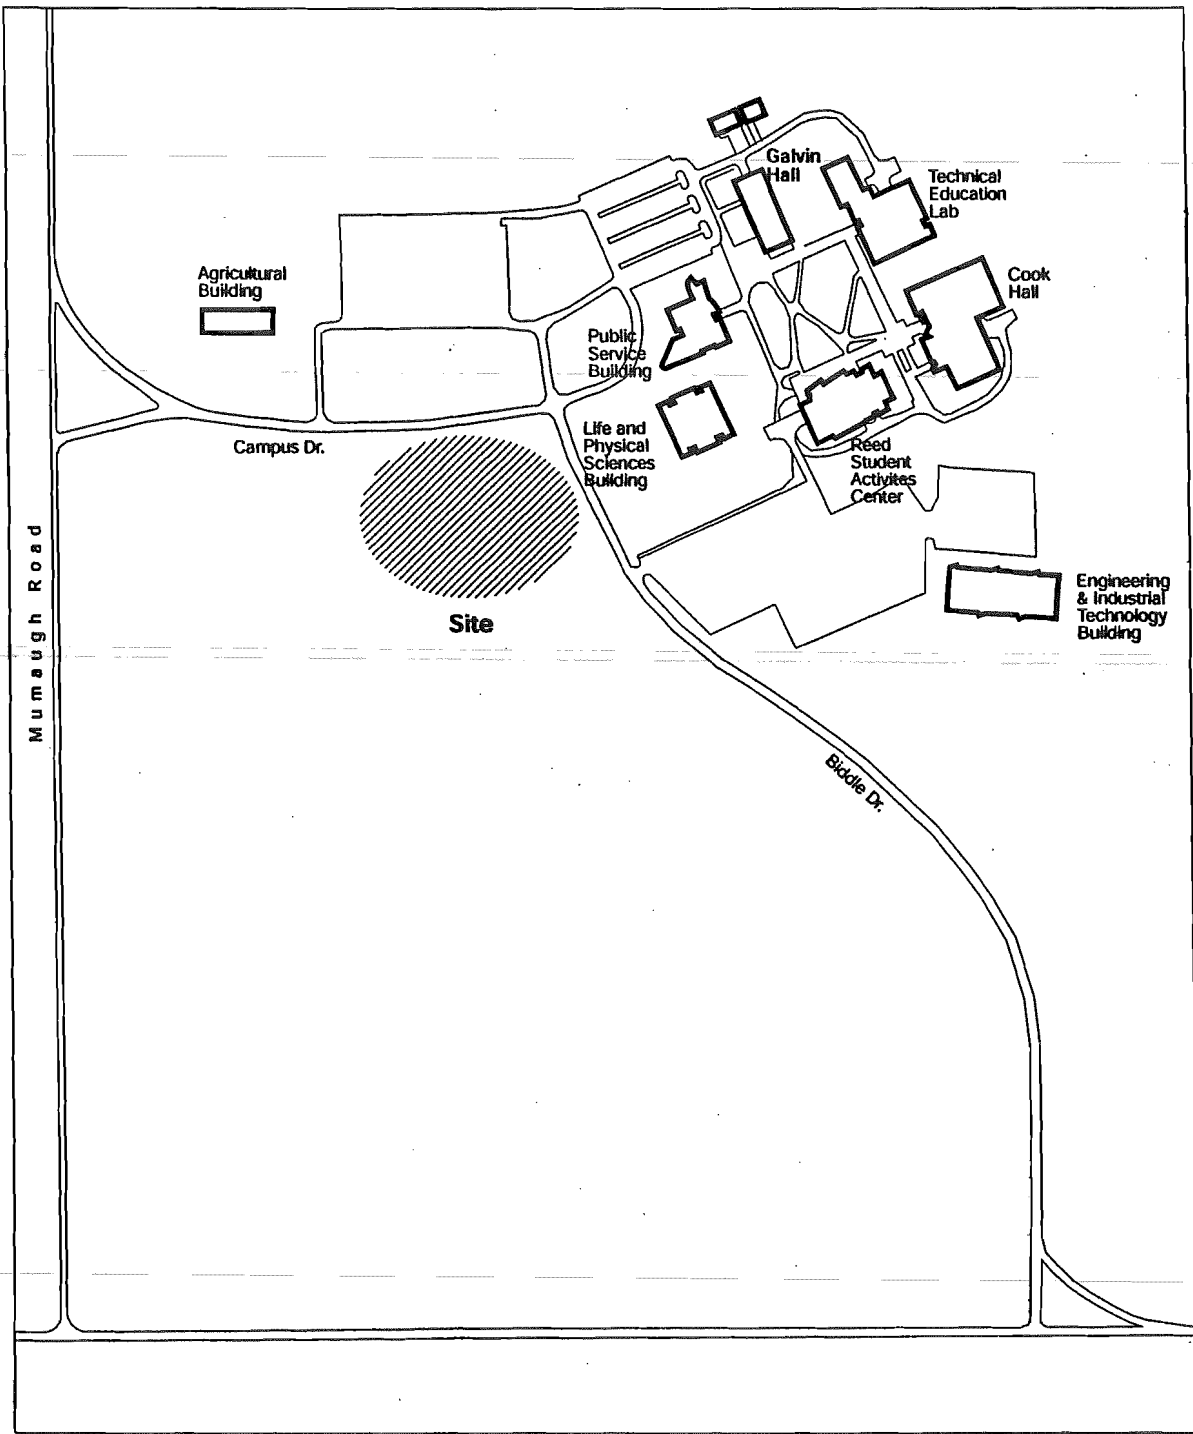 Galvin
Hall
Technical
Education
Lab
Agricultural
Building
Cook
Hall
Public
Service
Building
Life and
Physical
Sciences
Building
Campus Dr.
Reed
Student
Activites
Center
Site
Engineering
& Industrial
Technology
Building
Mumaugh Road
Biddle Dr.